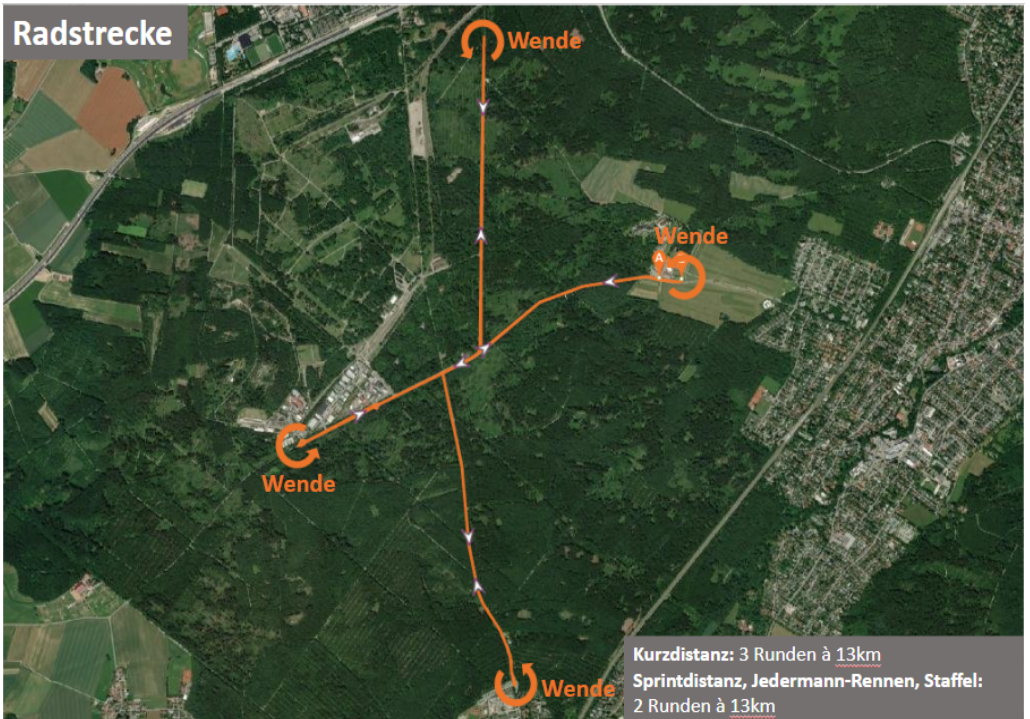 Radstrecke
Wende
Wende
A
Wende
Wende
Kurzdistanz: 3 Runden à 13km
Sprintdistanz, Jedermann-Rennen, Staffel:
2 Runden à 13km